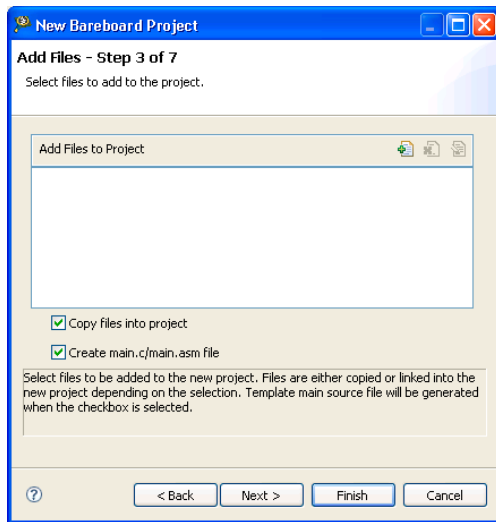 New Bareboard Project
Add Files - Step 3 of 7
Select files to add to the project.
Add Files to Project
Copy files into project
Create main.c/main.asm file
Select files to be added to the new project. Files are either copied or linked into the
new project depending on the selection. Template main source file will be generated
when the checkbox is selected.
? < Back Next > Finish Cancel